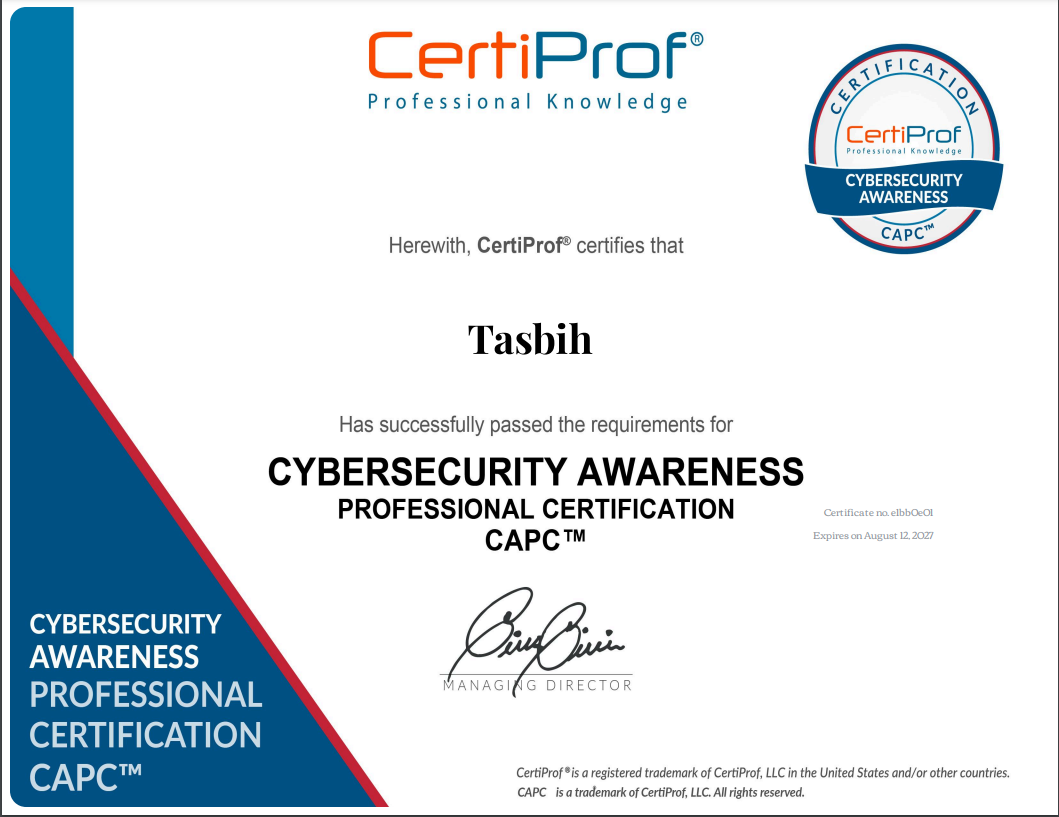 CertiProf®
Professional Knowledge
CERTIFICATION
CertiProf
Professional Knowledge
CYBERSECURITY
AWARENESS
CAPC™
Herewith, CertiProf® certifies that
Tasbih
Has successfully passed the requirements for
CYBERSECURITY AWARENESS
PROFESSIONAL CERTIFICATION
CAPC™
Certificate no. e1bb0e01
Expires on August 12, 2027
MANAGING DIRECTOR
CYBERSECURITY
AWARENESS
PROFESSIONAL
CERTIFICATION
CAPC™
CertiProf® is a registered trademark of CertiProf, LLC in the United States and/or other countries.
CAPC is a trademark of CertiProf, LLC. All rights reserved.